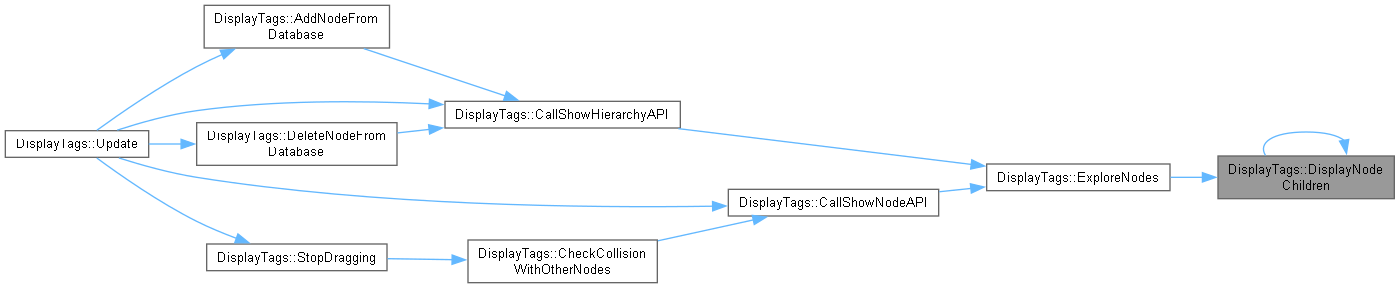 DisplayTags::AddNodeFrom
Database
DisplayTags::CallShowHierarchyAPI
DisplayTags::Update
DisplayTags::DeleteNodeFrom
Database
DisplayTags::DisplayNode
Children
DisplayTags::ExploreNodes
DisplayTags::CallShowNodeAPI
DisplayTags::StopDragging
DisplayTags::CheckCollision
WithOtherNodes